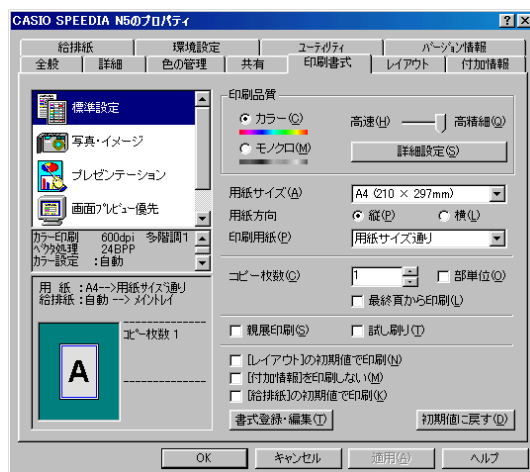 CASIO SPEEDIA N5のプロパティ
給排紙 環境設定 ユーティリティ バージョン情報
全般 詳細 色の管理 共有 印刷書式 レイアウト 付加情報
標準設定
写真・イメージ
プレゼンテーション
画面プレビュー優先
カラー印刷 600dpi 多階調1
ベクタ処理 24BPP
カラー設定 :自動
用 紙 :A4-->用紙サイズ通り
給排紙 :自動 --> メイントレイ
コピー枚数 1
A
印刷品質
カラー(C) 高速(H) 高精細(Q)
モノクロ(M) 詳細設定(S)
用紙サイズ(A) A4 (210 × 297mm)
用紙方向 縦(P) 横(L)
印刷用紙(P) 用紙サイズ通り
コピー枚数(C) 1 部単位(O)
最終頁から印刷(L)
親展印刷(S) 試し刷り(T)
[レイアウト]の初期値で印刷(N)
[付加情報]を印刷しない(M)
[給排紙]の初期値で印刷(K)
書式登録・編集(T) 初期値に戻す(D)
OK キャンセル 適用(A) ヘルプ